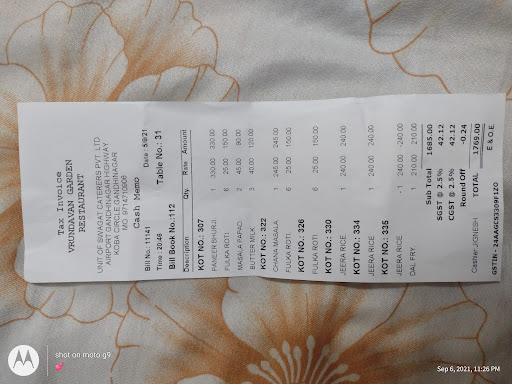 Tax Invoice
VRUNDAVAN GARDEN
RESTAURANT
UNIT OF SWAGAT CATERERS PVT. LTD.
AIRPORT GANDHINAGAR HIGHWAY
KOBA CIRCLE GANDHINAGAR
MO: 9714710906
Cash Memo
Bill No.: 11141 Date : 5/9/21
Time : 20:46 Table No.: 31
Bill Book No.:112
Description Qty. Rate Amount
KOT NO.: 307
PANEER BHURJI. 1 330.00 330.00
FULKA ROTI. 6 25.00 150.00
MASALA PAPAD. 2 45.00 90.00
BUTTER MILK. 3 40.00 120.00
KOT NO.: 322
CHANA MASALA. 1 245.00 245.00
FULKA ROTI. 6 25.00 150.00
KOT NO.: 326
FULKA ROTI. 6 25.00 150.00
KOT NO.: 330
JEERA RICE. 1 240.00 240.00
KOT NO.: 334
JEERA RICE. 1 240.00 240.00
KOT NO.: 335
JEERA RICE. -1 240.00 -240.00
DAL FRY. 1 210.00 210.00
Sub Total 1685.00
SGST @ 2.5% 42.12
CGST @ 2.5% 42.12
Round Off -0.24
Cashier :JIGNESH TOTAL 1769.00
E & O.E.
GSTIN - 24AAGCS3309F1ZO
shot on moto g9
Sep 6, 2021, 11:26 PM